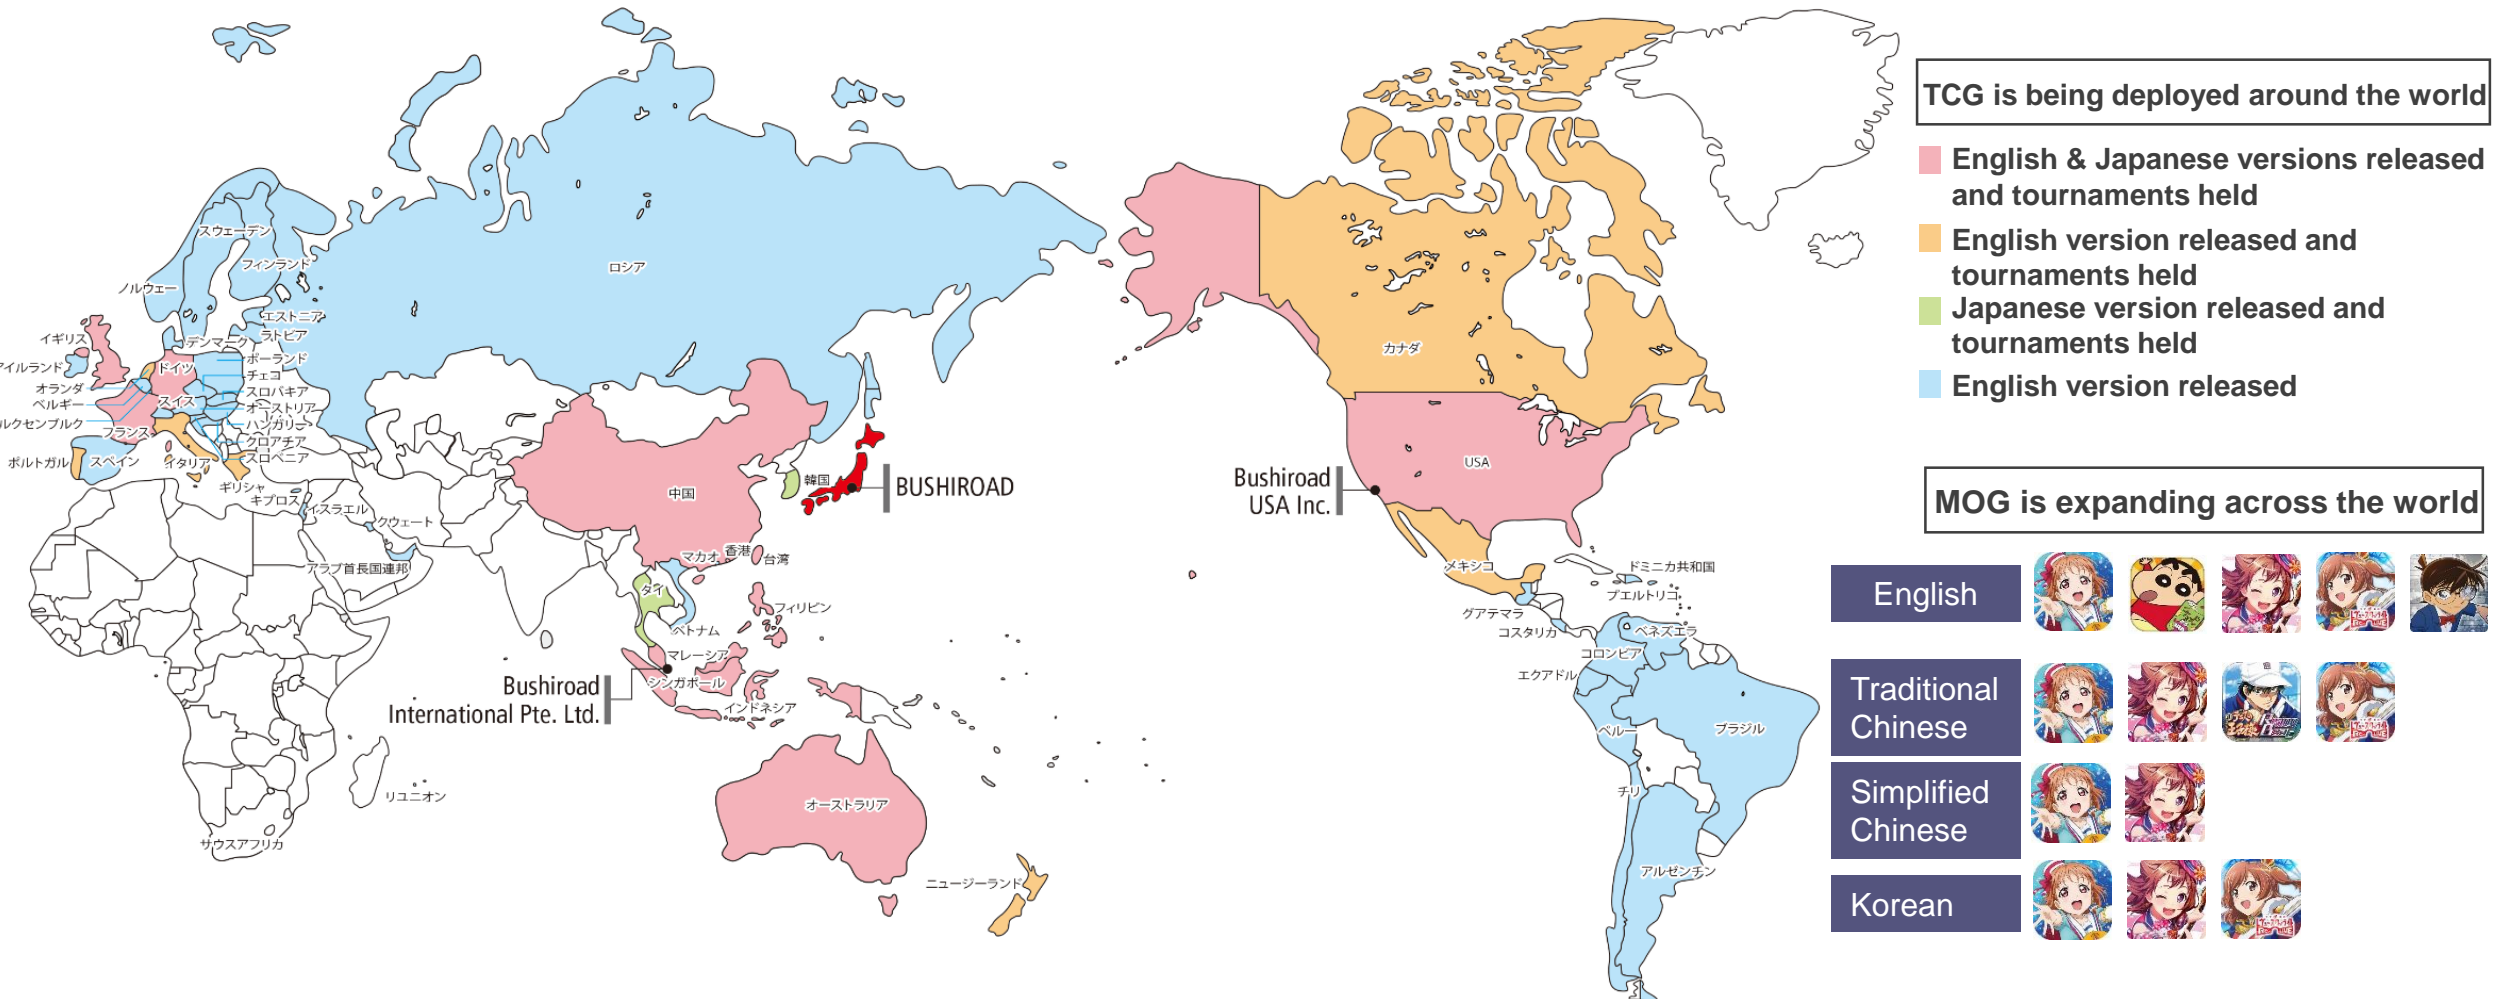 スウェーデン
フィンランド
ノルウェー
ロシア
エストニア
ラトビア
イギリス
デンマーク
アイルランド
ドイツ
ポーランド
チェコ
オランダ
スロバキア
ベルギー
スイス
オーストリア
ルクセンブルク
ハンガリー
フランス
クロアチア
ポルトガル
スペイン
イタリア
スロベニア
ギリシャ
キプロス
イスラエル
クウェート
アラブ首長国連邦
中国
韓国
BUSHIROAD
マカオ
香港
台湾
タイ
フィリピン
ベトナム
マレーシア
シンガポール
インドネシア
Bushiroad
International Pte. Ltd.
オーストラリア
ニュージーランド
リユニオン
サウスアフリカ
カナダ
USA
Bushiroad
USA Inc.
メキシコ
ドミニカ共和国
プエルトリコ
グアテマラ
コスタリカ
ベネズエラ
コロンビア
エクアドル
ペルー
ブラジル
チリ
アルゼンチン
TCG is being deployed around the world
English & Japanese versions released
and tournaments held
English version released and
tournaments held
Japanese version released and
tournaments held
English version released
MOG is expanding across the world
English
Traditional
Chinese
Simplified
Chinese
Korean